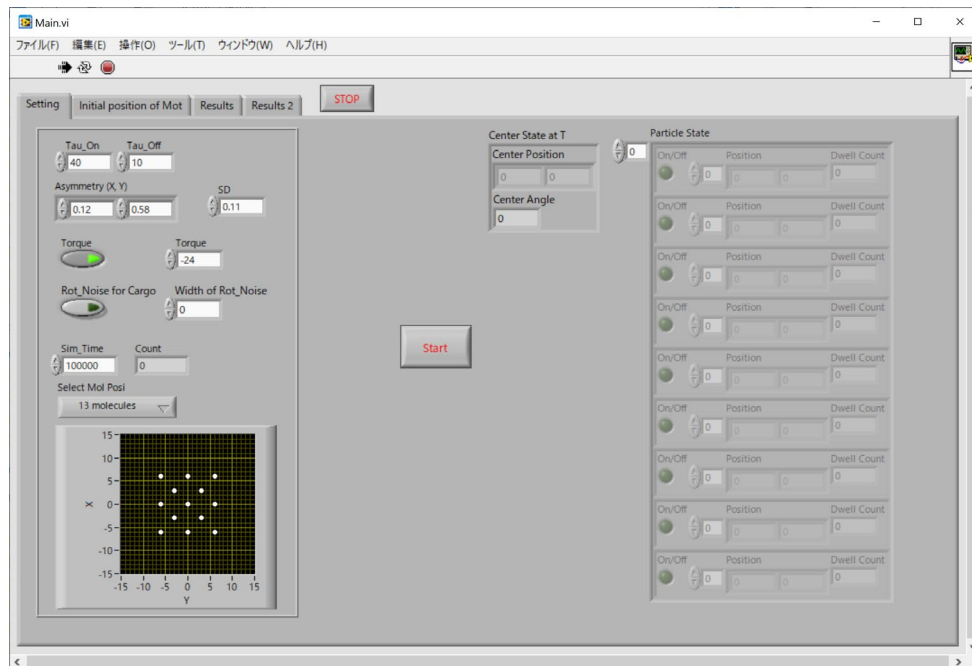 Main.vi
ファイル(F) 編集(E) 操作(O) ツール(T) ウィンドウ(W) ヘルプ(H)
Setting Initial position of Mot Results Results 2 STOP
Tau_On Tau_Off
40 10
Asymmetry (X, Y) SD
0.12 0.58 0.11
Torque Torque
-24
Rot_Noise for Cargo Width of Rot_Noise
0
Sim_Time Count
100000 0
Select Mol Posi
13 molecules
15
10
5
X 0
-5
-10
-15
-15 -10 -5 0 5 10 15
Y
Start
Center State at T
Center Position
0 0
Center Angle
0
0 Particle State
On/Off Position Dwell Count
0 0 0 0
On/Off Position Dwell Count
0 0 0 0
On/Off Position Dwell Count
0 0 0 0
On/Off Position Dwell Count
0 0 0 0
On/Off Position Dwell Count
0 0 0 0
On/Off Position Dwell Count
0 0 0 0
On/Off Position Dwell Count
0 0 0 0
On/Off Position Dwell Count
0 0 0 0
On/Off Position Dwell Count
0 0 0 0